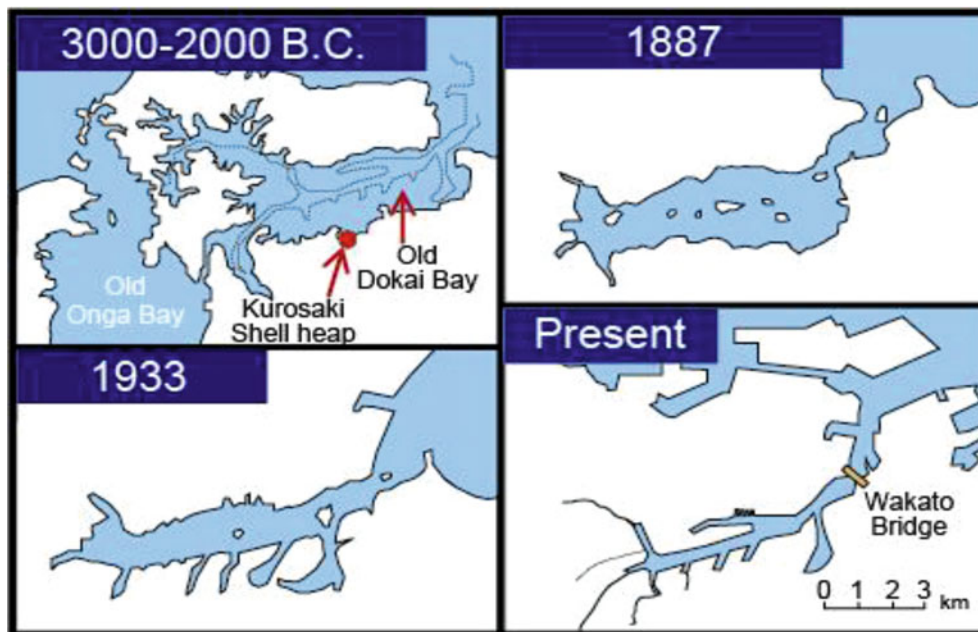 3000-2000 B.C.
Old
Onga Bay
Kurosaki
Shell heap
Old
Dokai Bay
1887
1933
Present
Wakato
Bridge
0 1 2 3 km